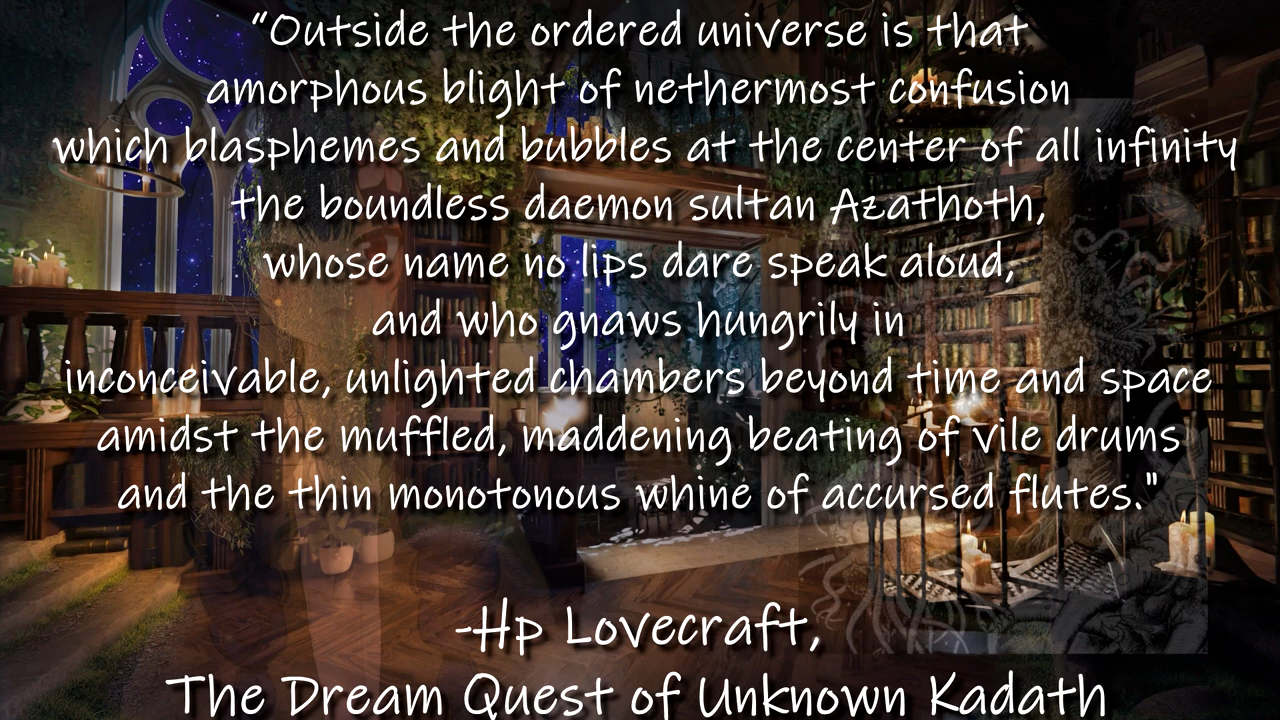 “Outside the ordered universe is that
amorphous blight of nethermost confusion
which blasphemes and bubbles at the center of all infinity
the boundless daemon sultan Azathoth,
whose name no lips dare speak aloud,
and who gnaws hungrily in
inconceivable, unlighted chambers beyond time and space
amidst the muffled, maddening beating of vile drums
and the thin monotonous whine of accursed flutes."
-Hp Lovecraft,
The Dream Quest of Unknown Kadath